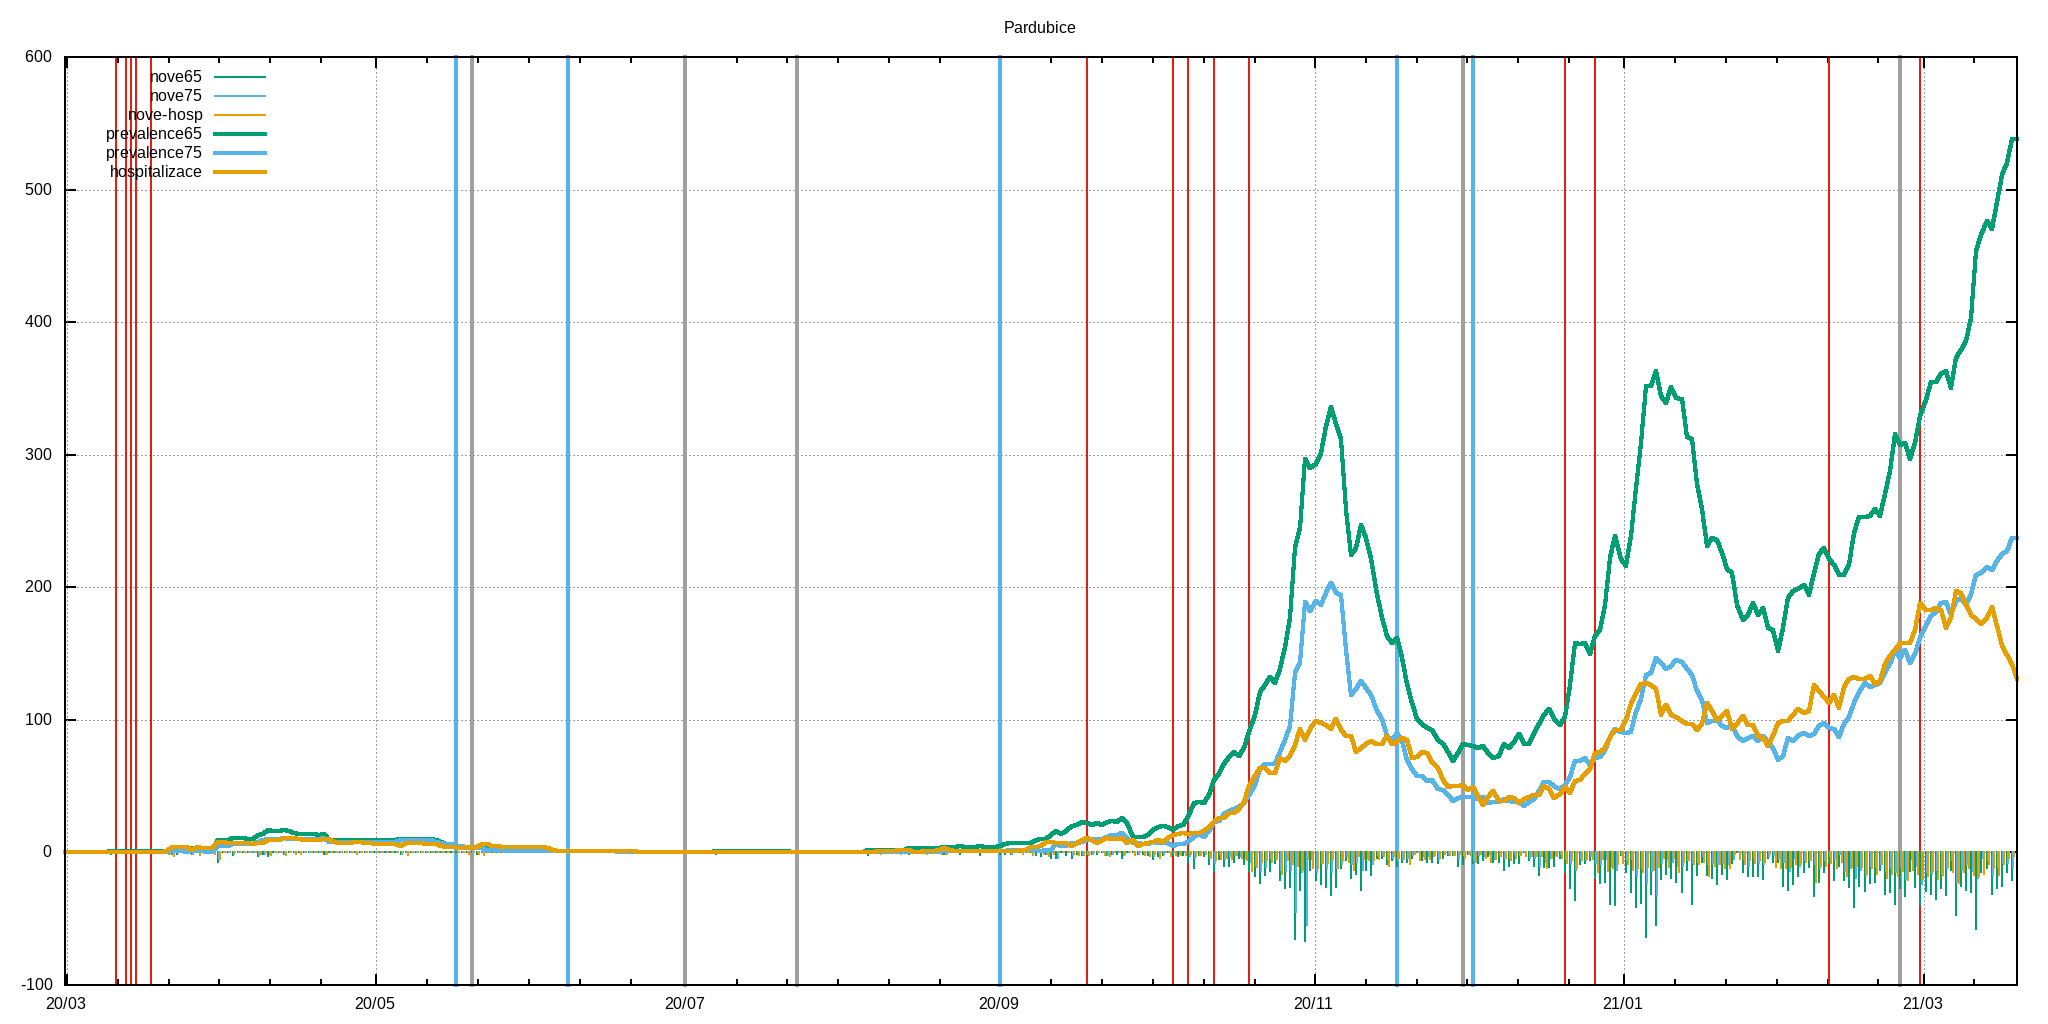 Pardubice
600
nove65
nove75
nove-hosp
prevalence65
prevalence75
hospitalizace
500
400
300
200
100
0
-100
20/03 20/05 20/07 20/09 20/11 21/01 21/03